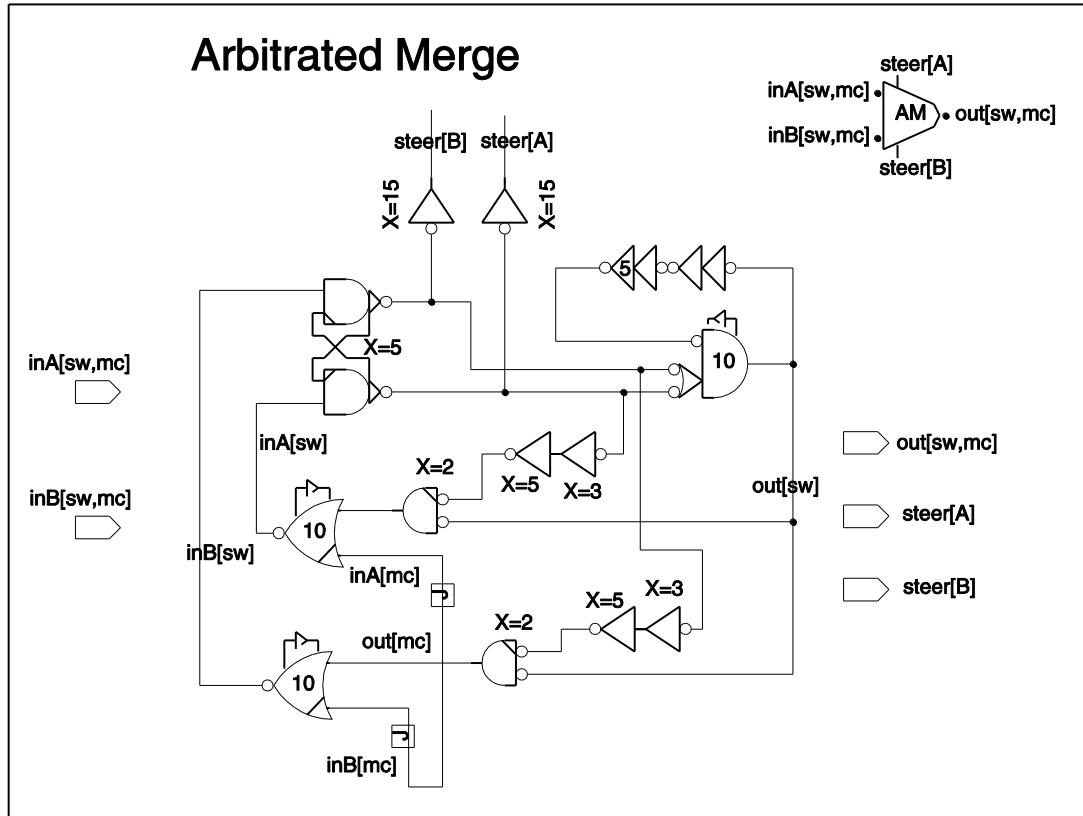 Arbitrated Merge
steer[A]
inA[sw,mc]
AM
out[sw,mc]
inB[sw,mc]
steer[B]
steer[B]
steer[A]
X=15
X=15
5
X=5
10
inA[sw,mc]
inA[sw]
out[sw,mc]
X=2
X=5
X=3
out[sw]
inB[sw,mc]
steer[A]
10
inB[sw]
inA[mc]
J
steer[B]
X=3
X=5
X=2
out[mc]
10
J
inB[mc]